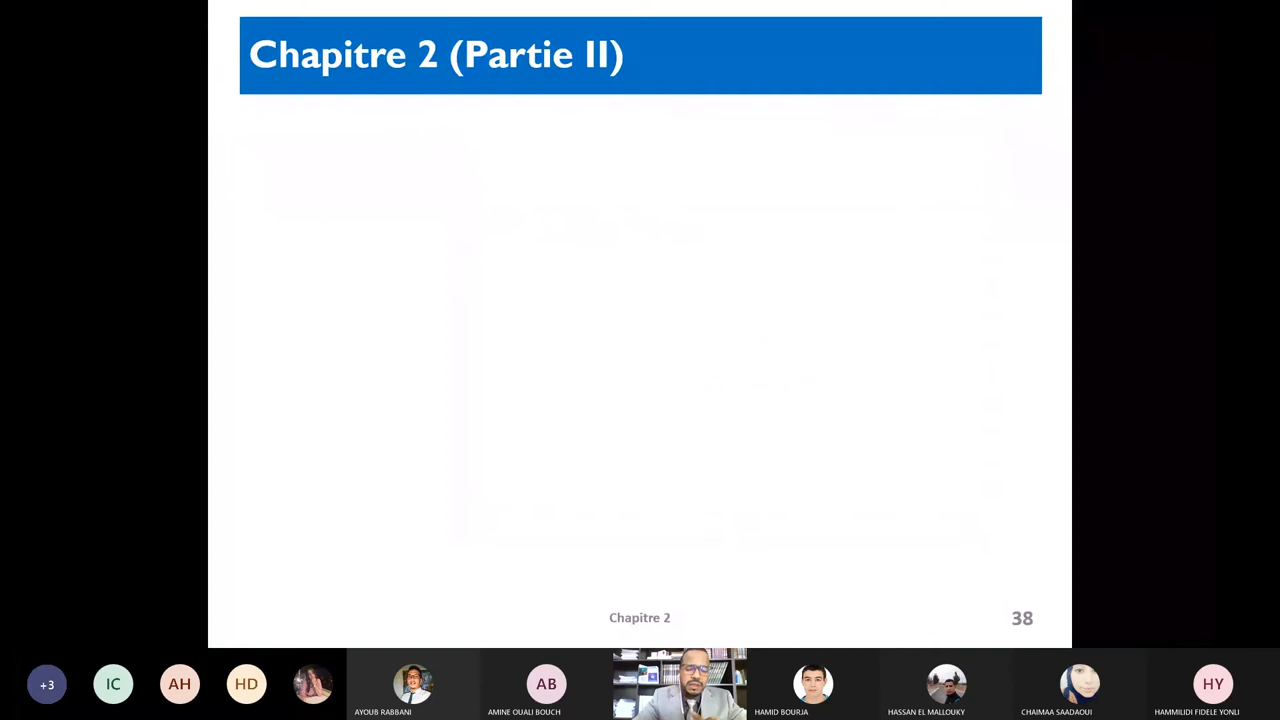 Chapitre 2 (Partie II)
Chapitre 2
38
+3
IC
AH
HD
AYOUB RABBANI
AB
AMINE OUALI BOUCH
HAMID BOURJA
HASSAN EL MALLOUKY
CHAIMAA SAADAOUI
HY
HAMMILIDI FIDELE YONLI